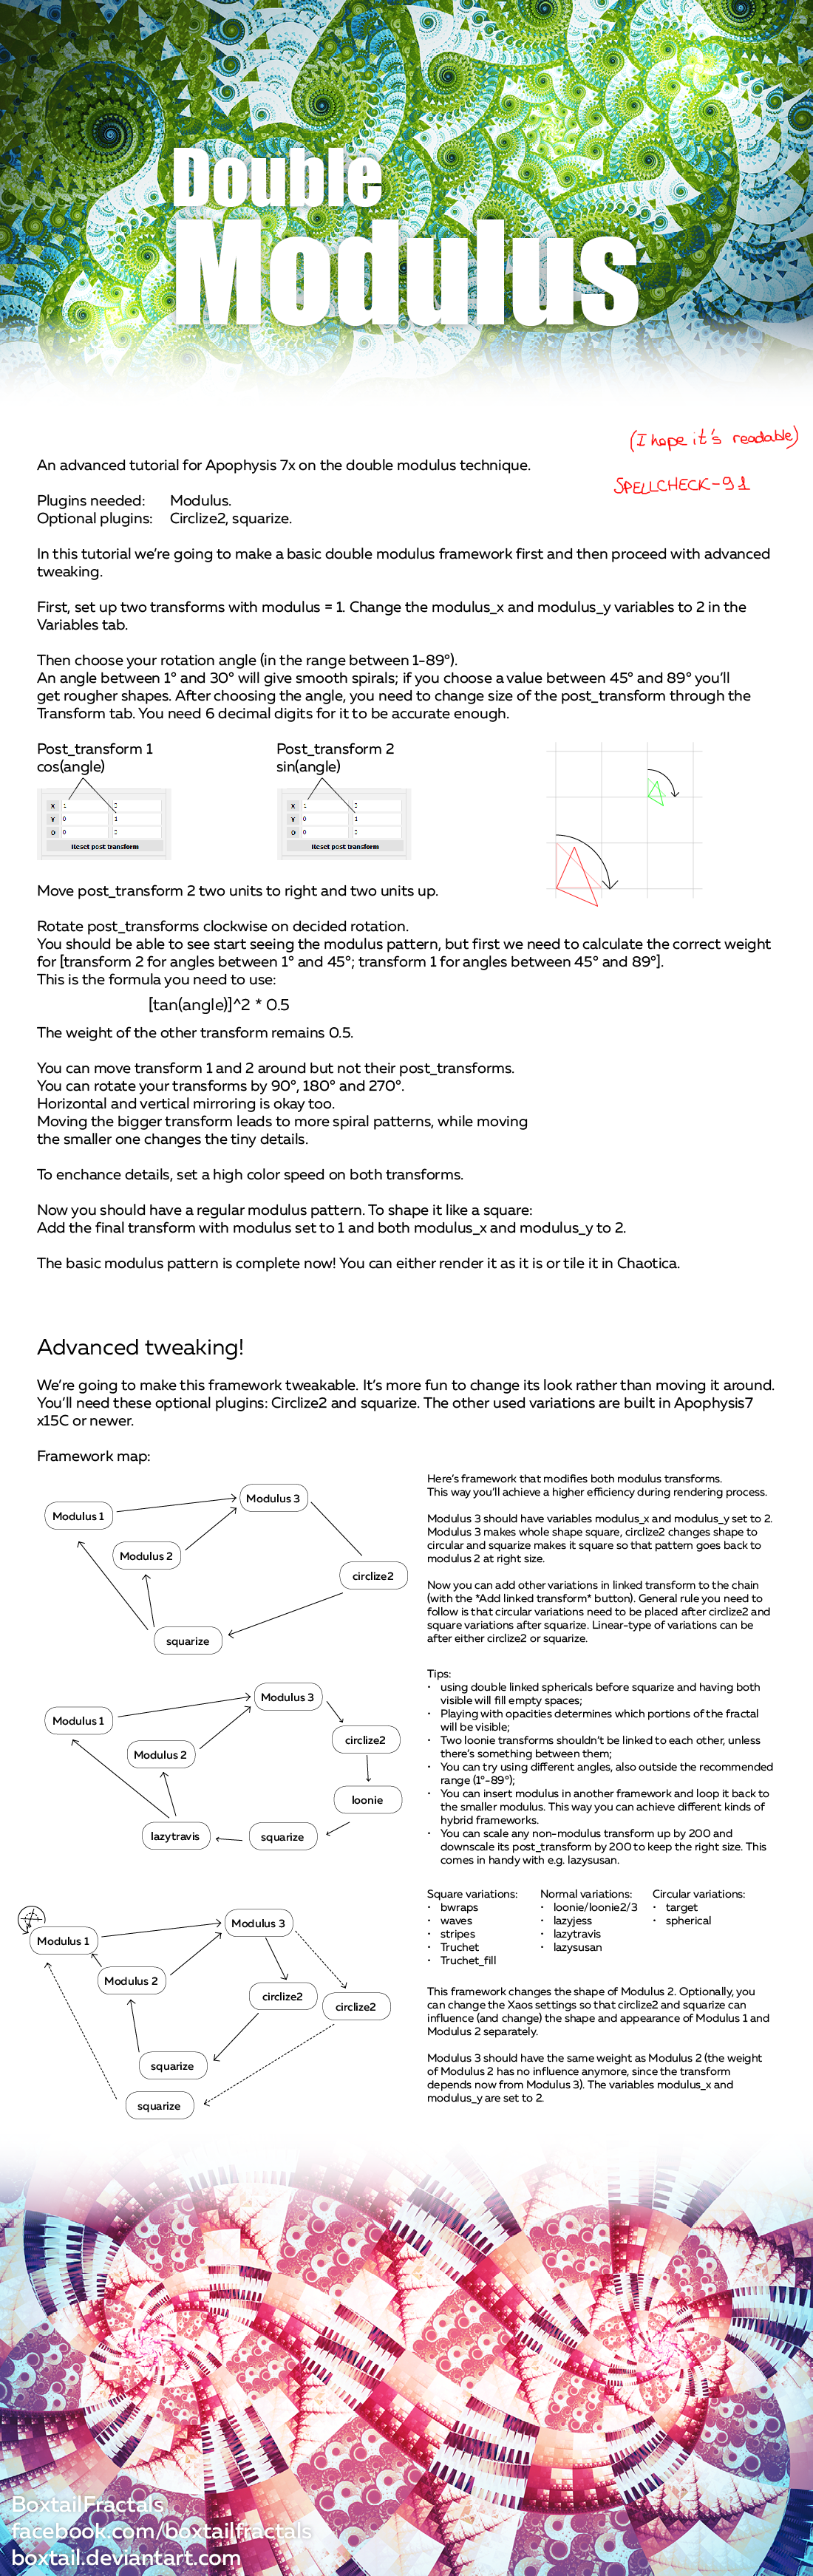 Double
Modulus
(I hope it's readable)
SPELLCHECK-91
An advanced tutorial for Apophysis 7x on the double modulus technique.
Plugins needed: Modulus.
Optional plugins: Circlize2, squarize.
In this tutorial we're going to make a basic double modulus framework first and then proceed with advanced
tweaking.
First, set up two transforms with modulus = 1. Change the modulus_x and modulus_y variables to 2 in the
Variables tab.
Then choose your rotation angle (in the range between 1-89°).
An angle between 1° and 30° will give smooth spirals; if you choose a value between 45° and 89° you'll
get rougher shapes. After choosing the angle, you need to change size of the post_transform through the
Transform tab. You need 6 decimal digits for it to be accurate enough.
Post_transform 1
cos(angle)
X 1 0
Y 0 1
O 0 0
Reset post transform
Post_transform 2
sin(angle)
X 1 0
Y 0 1
O 0 0
Reset post transform
Move post_transform 2 two units to right and two units up.
Rotate post_transforms clockwise on decided rotation.
You should be able to see start seeing the modulus pattern, but first we need to calculate the correct weight
for [transform 2 for angles between 1° and 45°; transform 1 for angles between 45° and 89°].
This is the formula you need to use:
[tan(angle)]^2 * 0.5
The weight of the other transform remains 0.5.
You can move transform 1 and 2 around but not their post_transforms.
You can rotate your transforms by 90°, 180° and 270°.
Horizontal and vertical mirroring is okay too.
Moving the bigger transform leads to more spiral patterns, while moving
the smaller one changes the tiny details.
To enchance details, set a high color speed on both transforms.
Now you should have a regular modulus pattern. To shape it like a square:
Add the final transform with modulus set to 1 and both modulus_x and modulus_y to 2.
The basic modulus pattern is complete now! You can either render it as it is or tile it in Chaotica.
Advanced tweaking!
We're going to make this framework tweakable. It's more fun to change its look rather than moving it around.
You'll need these optional plugins: Circlize2 and squarize. The other used variations are built in Apophysis7
x15C or newer.
Framework map:
Modulus 1
Modulus 3
Modulus 2
circlize2
squarize
Here's framework that modifies both modulus transforms.
This way you'll achieve a higher efficiency during rendering process.
Modulus 3 should have variables modulus_x and modulus_y set to 2.
Modulus 3 makes whole shape square, circlize2 changes shape to
circular and squarize makes it square so that pattern goes back to
modulus 2 at right size.
Now you can add other variations in linked transform to the chain
(with the *Add linked transform* button). General rule you need to
follow is that circular variations need to be placed after circlize2 and
square variations after squarize. Linear-type of variations can be
after either circlize2 or squarize.
Modulus 1
Modulus 3
Modulus 2
circlize2
loonie
lazytravis
squarize
Tips:
• using double linked sphericals before squarize and having both
visible will fill empty spaces;
• Playing with opacities determines which portions of the fractal
will be visible;
• Two loonie transforms shouldn't be linked to each other, unless
there's something between them;
• You can try using different angles, also outside the recommended
range (1°-89°);
• You can insert modulus in another framework and loop it back to
the smaller modulus. This way you can achieve different kinds of
hybrid frameworks.
• You can scale any non-modulus transform up by 200 and
downscale its post_transform by 200 to keep the right size. This
comes in handy with e.g. lazysusan.
Square variations:
• bwraps
• waves
• stripes
• Truchet
• Truchet_fill
Normal variations:
• loonie/loonie2/3
• lazyjess
• lazytravis
• lazysusan
Circular variations:
• target
• spherical
Modulus 1
Modulus 3
Modulus 2
circlize2
circlize2
squarize
squarize
This framework changes the shape of Modulus 2. Optionally, you
can change the Xaos settings so that circlize2 and squarize can
influence (and change) the shape and appearance of Modulus 1 and
Modulus 2 separately.
Modulus 3 should have the same weight as Modulus 2 (the weight
of Modulus 2 has no influence anymore, since the transform
depends now from Modulus 3). The variables modulus_x and
modulus_y are set to 2.
BoxtailFractals
facebook.com/boxtailfractals
boxtail.deviantart.com